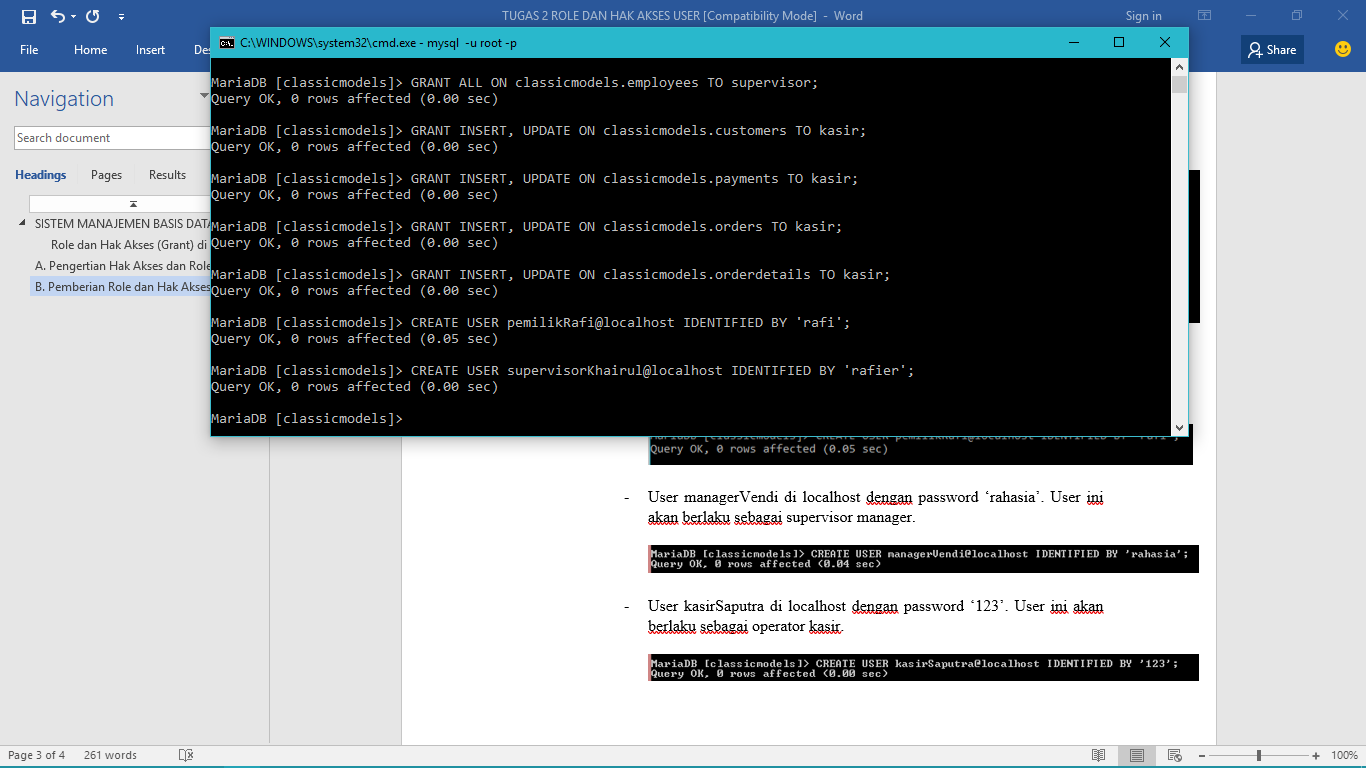 TUGAS 2 ROLE DAN HAK AKSES USER [Compatibility Mode] - Word
Sign in
File
Home
Insert
Share
C:\WINDOWS\system32\cmd.exe - mysql -u root -p
MariaDB [classicmodels]> GRANT ALL ON classicmodels.employees TO supervisor;
Query OK, 0 rows affected (0.00 sec)
MariaDB [classicmodels]> GRANT INSERT, UPDATE ON classicmodels.customers TO kasir;
Query OK, 0 rows affected (0.00 sec)
MariaDB [classicmodels]> GRANT INSERT, UPDATE ON classicmodels.payments TO kasir;
Query OK, 0 rows affected (0.00 sec)
MariaDB [classicmodels]> GRANT INSERT, UPDATE ON classicmodels.orders TO kasir;
Query OK, 0 rows affected (0.00 sec)
MariaDB [classicmodels]> GRANT INSERT, UPDATE ON classicmodels.orderdetails TO kasir;
Query OK, 0 rows affected (0.00 sec)
MariaDB [classicmodels]> CREATE USER pemilikRafi@localhost IDENTIFIED BY 'rafi';
Query OK, 0 rows affected (0.05 sec)
MariaDB [classicmodels]> CREATE USER supervisorKhairul@localhost IDENTIFIED BY 'rafier';
Query OK, 0 rows affected (0.00 sec)
MariaDB [classicmodels]>
Navigation
Search document
Headings
Pages
Results
SISTEM MANAJEMEN BASIS DATA
Role dan Hak Akses (Grant) di
A. Pengertian Hak Akses dan Role
B. Pemberian Role dan Hak Akses
MariaDB [classicmodels]> CREATE USER pemilikRafi@localhost IDENTIFIED BY 'rafi';
Query OK, 0 rows affected (0.05 sec)
- User managerVendi di localhost dengan password ‘rahasia’. User ini
akan berlaku sebagai supervisor manager.
MariaDB [classicmodels]> CREATE USER managerVendi@localhost IDENTIFIED BY 'rahasia';
Query OK, 0 rows affected (0.04 sec)
- User kasirSaputra di localhost dengan password ‘123’. User ini akan
berlaku sebagai operator kasir.
MariaDB [classicmodels]> CREATE USER kasirSaputra@localhost IDENTIFIED BY '123';
Query OK, 0 rows affected (0.00 sec)
Page 3 of 4
261 words
100%